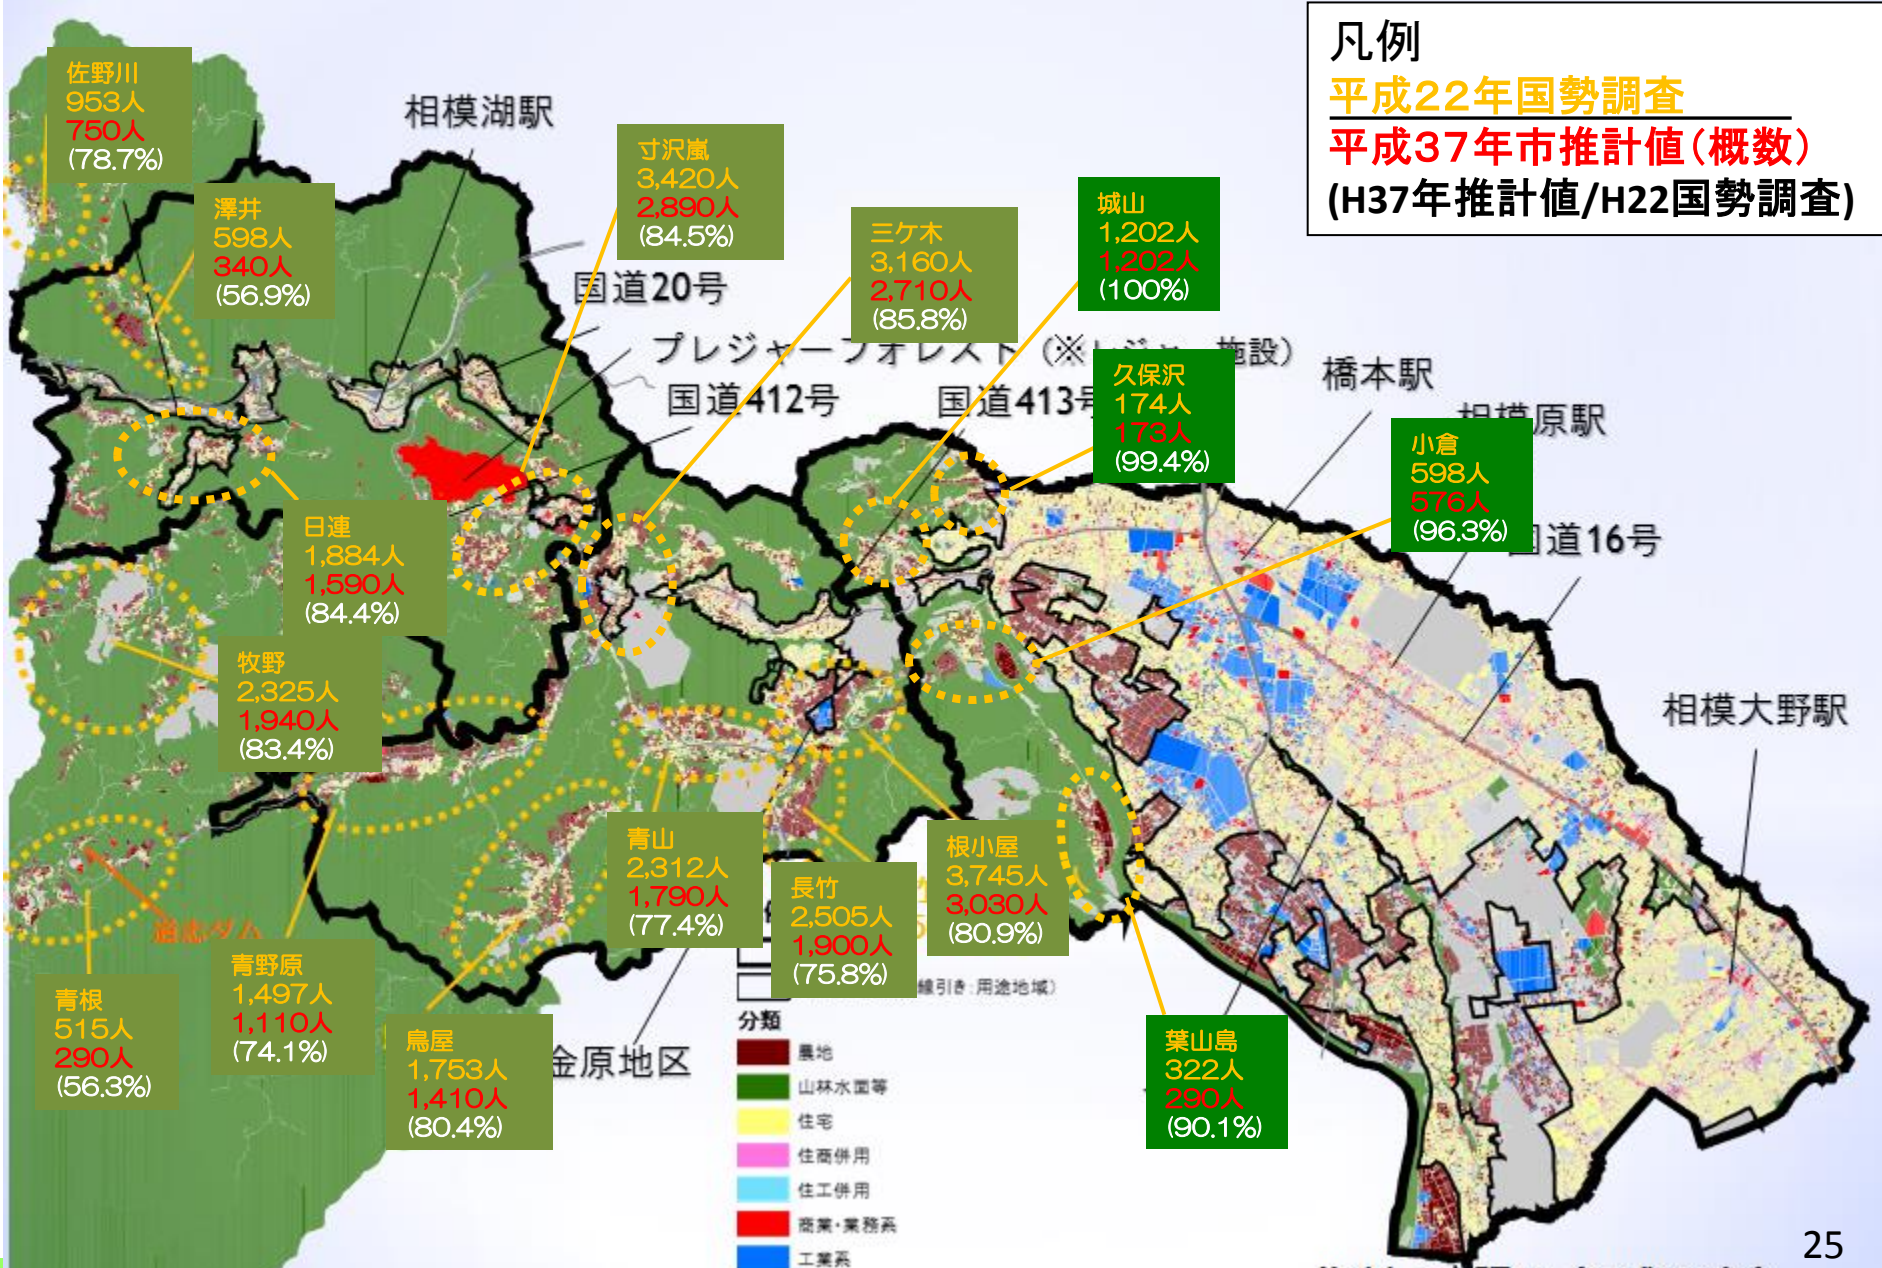 凡例
平成22年国勢調査
平成37年市推計値(概数)
(H37年推計値/H22国勢調査)
佐野川
953人
750人
(78.7%)
相模湖駅
澤井
598人
340人
(56.9%)
寸沢嵐
3,420人
2,890人
(84.5%)
国道20号
三ケ木
3,160人
2,710人
(85.8%)
城山
1,202人
1,202人
(100%)
プレジャーフォレスト(※レジャー施設)
国道412号
国道413号
久保沢
174人
173人
(99.4%)
橋本駅
相模原駅
小倉
598人
576人
(96.3%)
国道16号
日連
1,884人
1,590人
(84.4%)
牧野
2,325人
1,940人
(83.4%)
相模大野駅
青山
2,312人
1,790人
(77.4%)
長竹
2,505人
1,900人
(75.8%)
根小屋
3,745人
3,030人
(80.9%)
青根
515人
290人
(56.3%)
青野原
1,497人
1,110人
(74.1%)
鳥屋
1,753人
1,410人
(80.4%)
金原地区
葉山島
322人
290人
(90.1%)
線引き:用途地域)
分類
農地
山林水面等
住宅
住商併用
住工併用
商業・業務系
工業系
25